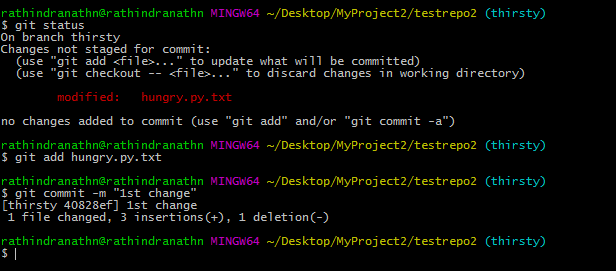 rathindranathn@rathindranathn MINGW64 ~/Desktop/MyProject2/testrepo2 (thirsty)
$ git status
On branch thirsty
Changes not staged for commit:
  (use "git add <file>..." to update what will be committed)
  (use "git checkout -- <file>..." to discard changes in working directory)

        modified:   hungry.py.txt

no changes added to commit (use "git add" and/or "git commit -a")

rathindranathn@rathindranathn MINGW64 ~/Desktop/MyProject2/testrepo2 (thirsty)
$ git add hungry.py.txt

rathindranathn@rathindranathn MINGW64 ~/Desktop/MyProject2/testrepo2 (thirsty)
$ git commit -m "1st change"
[thirsty 40828ef] 1st change
 1 file changed, 3 insertions(+), 1 deletion(-)

rathindranathn@rathindranathn MINGW64 ~/Desktop/MyProject2/testrepo2 (thirsty)
$